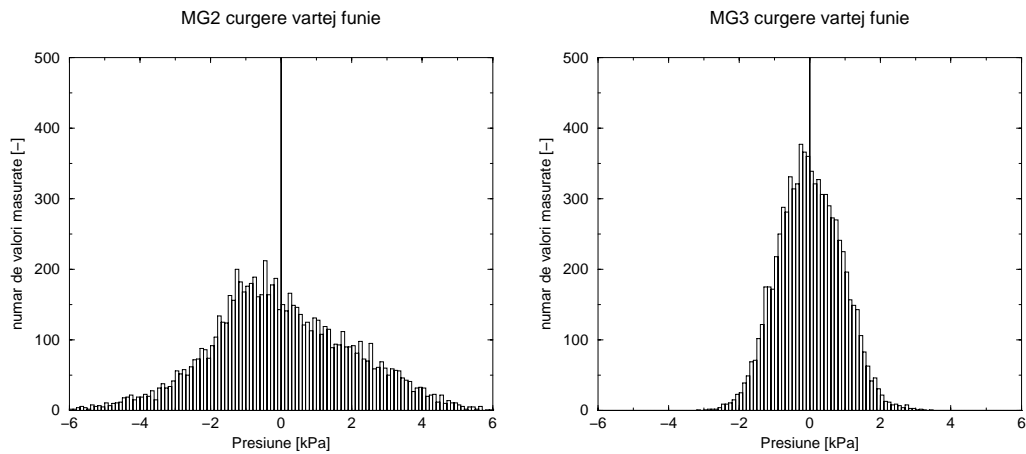 MG2 curgere vartej funie
500
400
300
200
100
0
numar de valori masurate [−]
−6 −4 −2 0 2 4 6
Presiune [kPa]
MG3 curgere vartej funie
500
400
300
200
100
0
numar de valori masurate [−]
−6 −4 −2 0 2 4 6
Presiune [kPa]